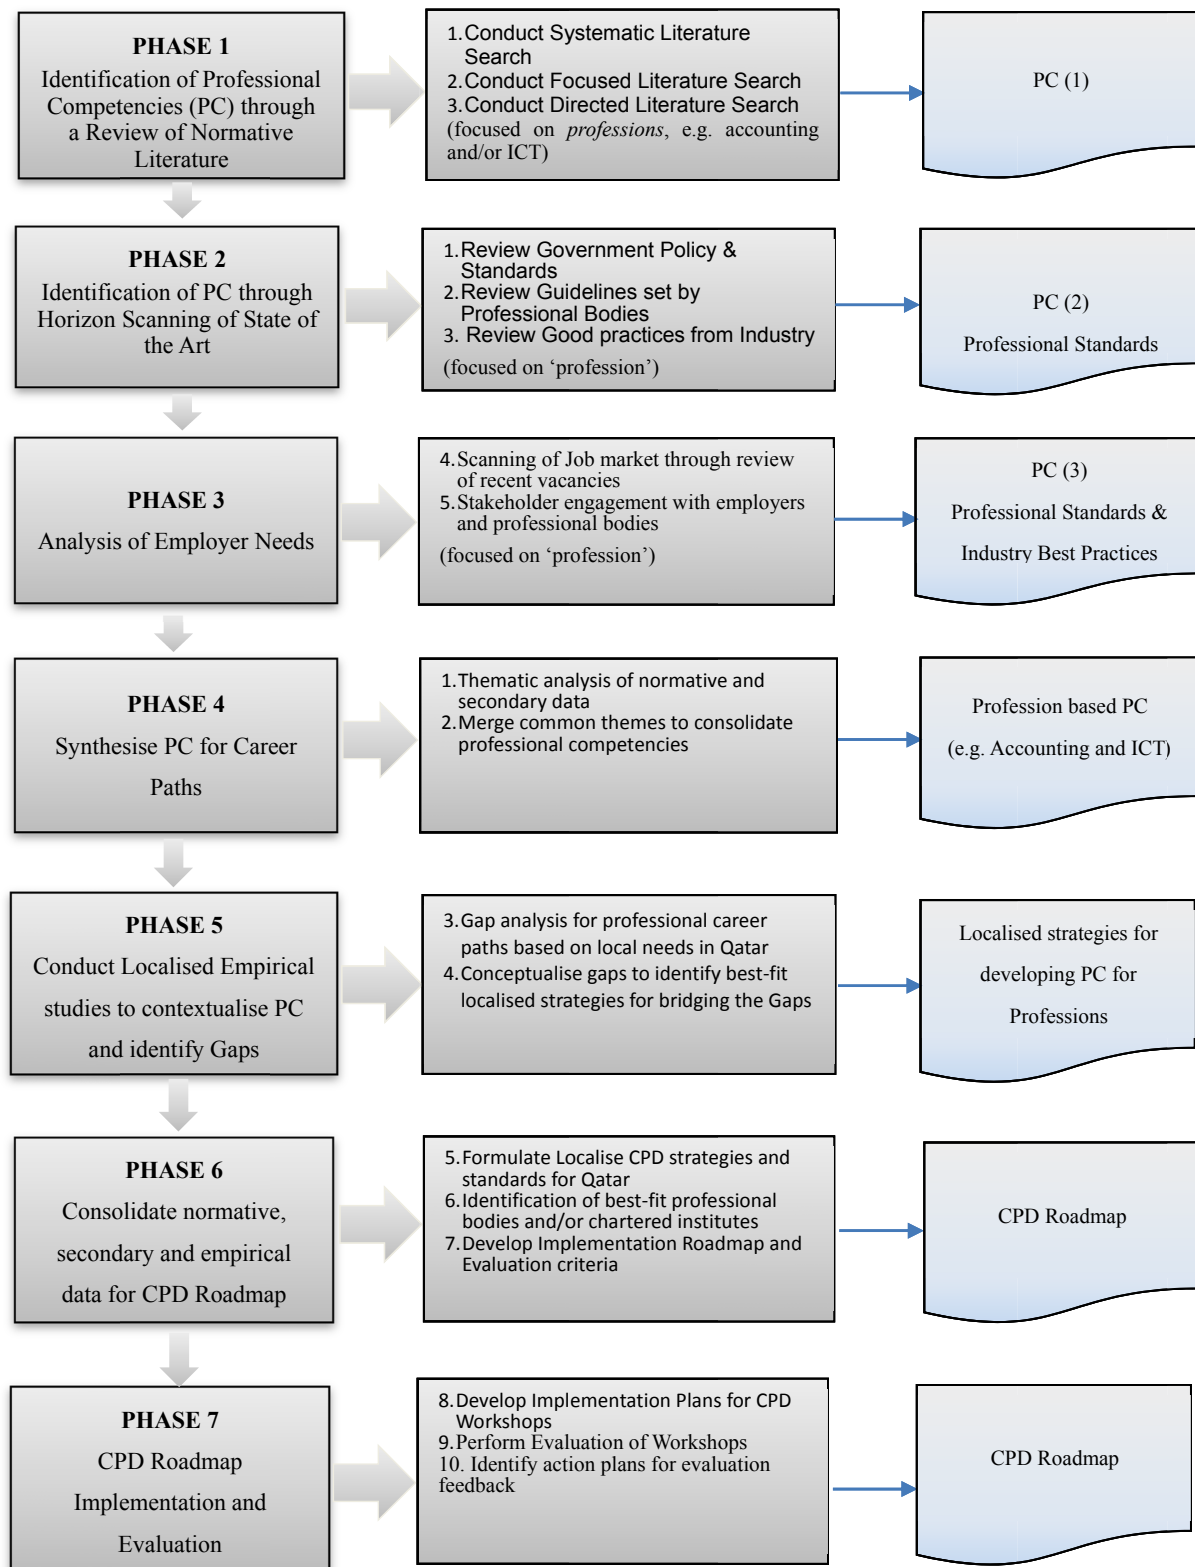 PHASE 1
Identification of Professional
Competencies (PC) through
a Review of Normative
Literature
1.Conduct Systematic Literature
Search
2.Conduct Focused Literature Search
3.Conduct Directed Literature Search
(focused on professions, e.g. accounting
and/or ICT)
PC (1)
PHASE 2
Identification of PC through
Horizon Scanning of State of
the Art
1.Review Government Policy &
Standards
2.Review Guidelines set by
Professional Bodies
3. Review Good practices from Industry
(focused on ‘profession’)
PC (2)
Professional Standards
PHASE 3
Analysis of Employer Needs
4.Scanning of Job market through review
of recent vacancies
5.Stakeholder engagement with employers
and professional bodies
(focused on ‘profession’)
PC (3)
Professional Standards &
Industry Best Practices
PHASE 4
Synthesise PC for Career
Paths
1.Thematic analysis of normative and
secondary data
2.Merge common themes to consolidate
professional competencies
Profession based PC
(e.g. Accounting and ICT)
PHASE 5
Conduct Localised Empirical
studies to contextualise PC
and identify Gaps
3.Gap analysis for professional career
paths based on local needs in Qatar
4.Conceptualise gaps to identify best-fit
localised strategies for bridging the Gaps
Localised strategies for
developing PC for
Professions
PHASE 6
Consolidate normative,
secondary and empirical
data for CPD Roadmap
5.Formulate Localise CPD strategies and
standards for Qatar
6.Identification of best-fit professional
bodies and/or chartered institutes
7.Develop Implementation Roadmap and
Evaluation criteria
CPD Roadmap
PHASE 7
CPD Roadmap
Implementation and
Evaluation
8.Develop Implementation Plans for CPD
Workshops
9.Perform Evaluation of Workshops
10. Identify action plans for evaluation
feedback
CPD Roadmap